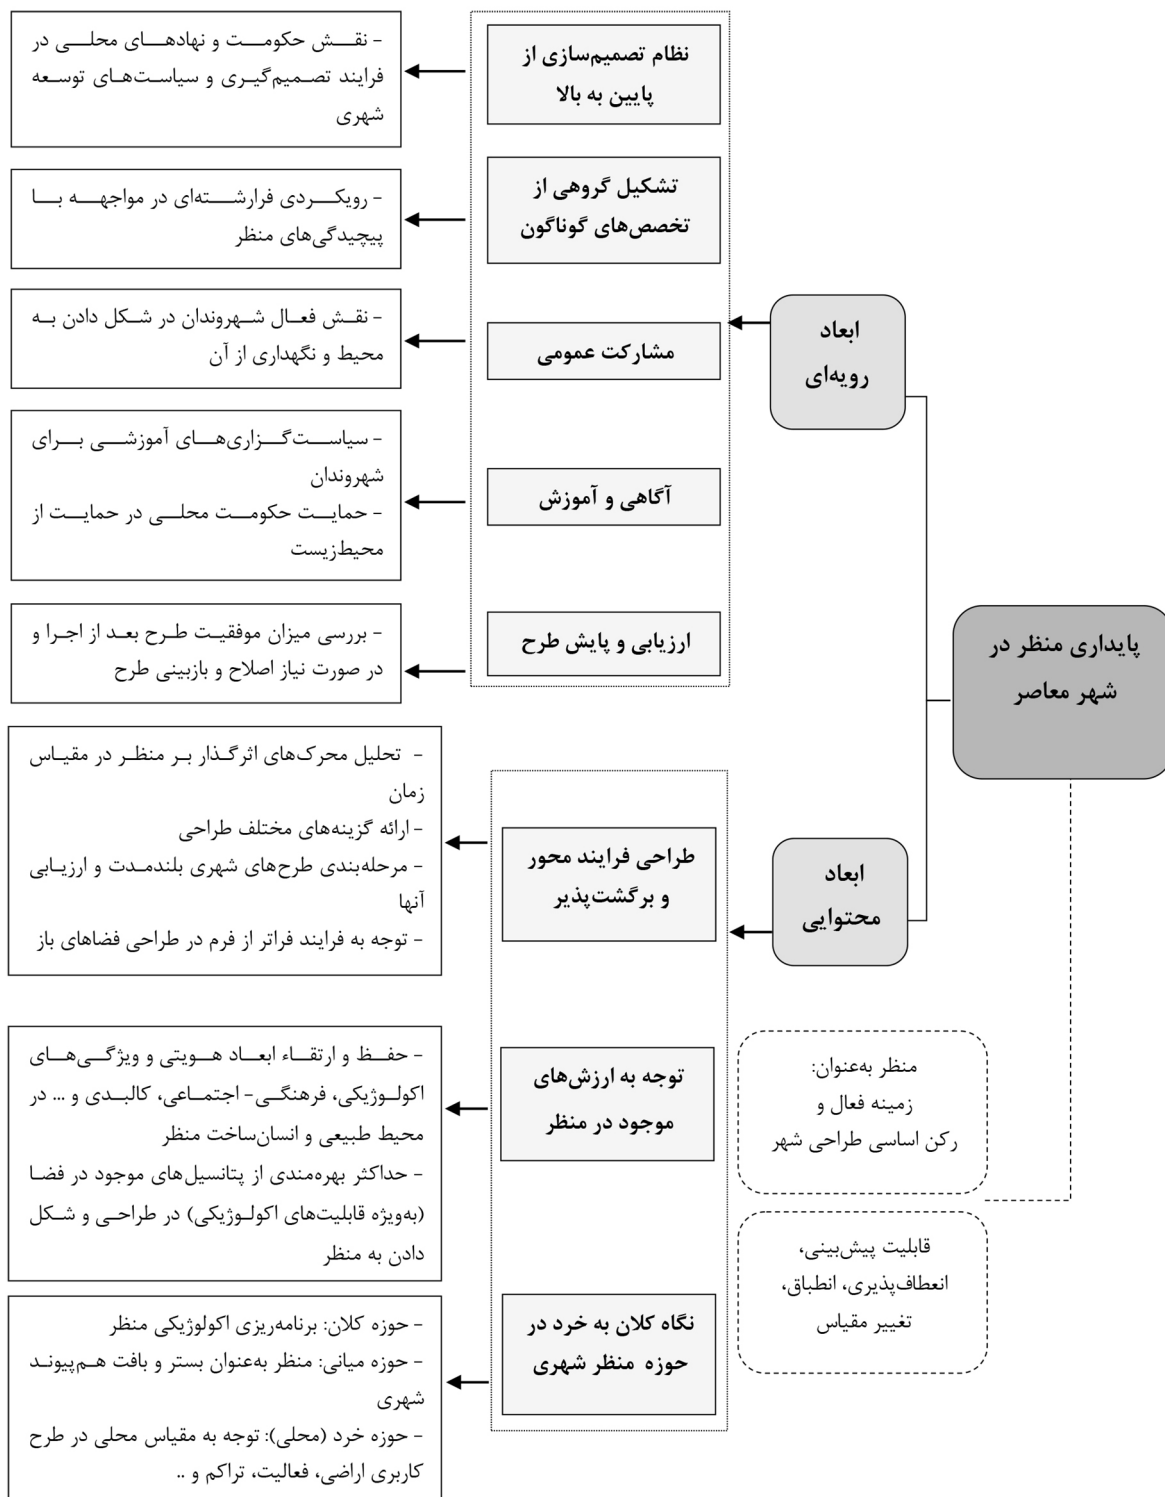 پایداری منظر در
شهر معاصر
ابعاد
رویه‌ای
نظام تصمیم‌سازی از
پایین به بالا
- نقش حکومت و نهادهای محلی در
فرایند تصمیم‌گیری و سیاست‌های توسعه
شهری
تشکیل گروهی از
تخصص‌های گوناگون
- رویکردی فرارشته‌ای در مواجهه با
پیچیدگی‌های منظر
مشارکت عمومی
- نقش فعال شهروندان در شکل دادن به
محیط و نگهداری از آن
آگاهی و آموزش
- سیاست‌گزاری‌های آموزشی برای
شهروندان
- حمایت حکومت محلی در حمایت از
محیط‌زیست
ارزیابی و پایش طرح
- بررسی میزان موفقیت طرح بعد از اجرا و
در صورت نیاز اصلاح و بازبینی طرح
ابعاد
محتوایی
طراحی فرایند محور
و برگشت‌پذیر
- تحلیل محرک‌های اثرگذار بر منظر در مقیاس
زمان
- ارائه گزینه‌های مختلف طراحی
- مرحله‌بندی طرح‌های شهری بلندمدت و ارزیابی
آنها
- توجه به فرایند فراتر از فرم در طراحی فضاهای باز
توجه به ارزش‌های
موجود در منظر
- حفظ و ارتقاء ابعاد هویتی و ویژگی‌های
اکولوژیکی، فرهنگی- اجتماعی، کالبدی و ... در
محیط طبیعی و انسان‌ساخت منظر
- حداکثر بهره‌مندی از پتانسیل‌های موجود در فضا
(به‌ویژه قابلیت‌های اکولوژیکی) در طراحی و شکل
دادن به منظر
نگاه کلان به خرد در
حوزه منظر شهری
- حوزه کلان: برنامه‌ریزی اکولوژیکی منظر
- حوزه میانی: منظر به‌عنوان بستر و بافت هم‌پیوند
شهری
- حوزه خرد (محلی): توجه به مقیاس محلی در طرح
کاربری اراضی، فعالیت، تراکم و ..
منظر به‌عنوان:
زمینه فعال و
رکن اساسی طراحی شهر
قابلیت پیش‌بینی،
انعطاف‌پذیری، انطباق،
تغییر مقیاس